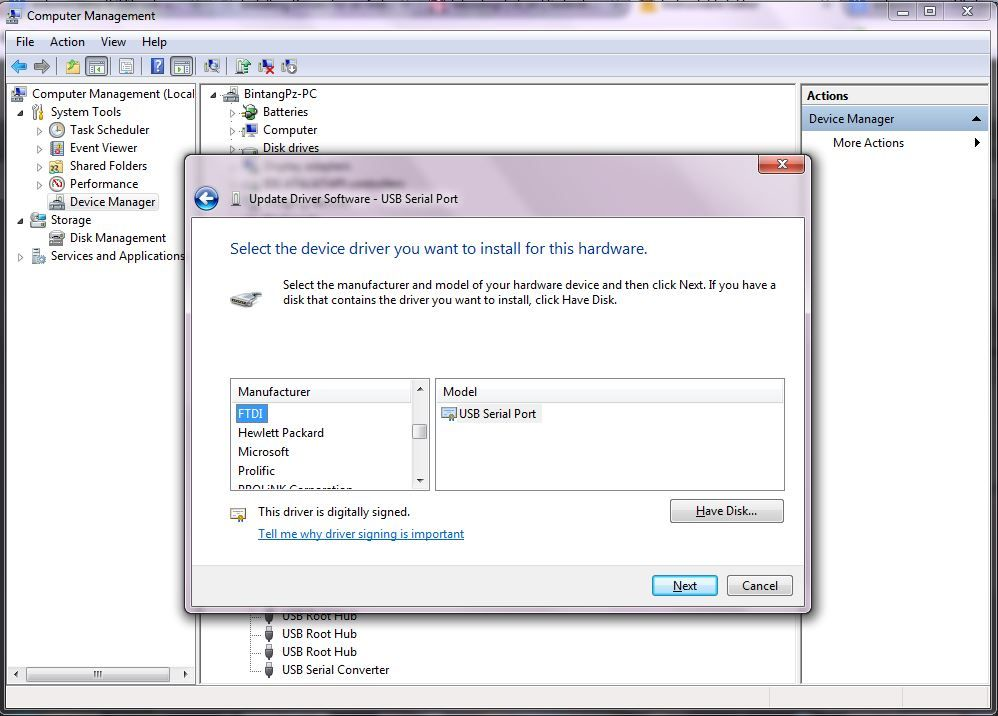 Computer Management
File Action View Help
Computer Management (Local
System Tools
Task Scheduler
Event Viewer
Shared Folders
Performance
Device Manager
Storage
Disk Management
Services and Applications
BintangPz-PC
Batteries
Computer
Disk drives
Display adapters
Update Driver Software - USB Serial Port
Select the device driver you want to install for this hardware.
Select the manufacturer and model of your hardware device and then click Next. If you have a
disk that contains the driver you want to install, click Have Disk.
Manufacturer
FTDI
Hewlett Packard
Microsoft
Prolific
PROLiNK Corporation
Model
USB Serial Port
This driver is digitally signed.
Tell me why driver signing is important
Have Disk...
Next
Cancel
USB Root Hub
USB Root Hub
USB Root Hub
USB Serial Converter
Actions
Device Manager
More Actions